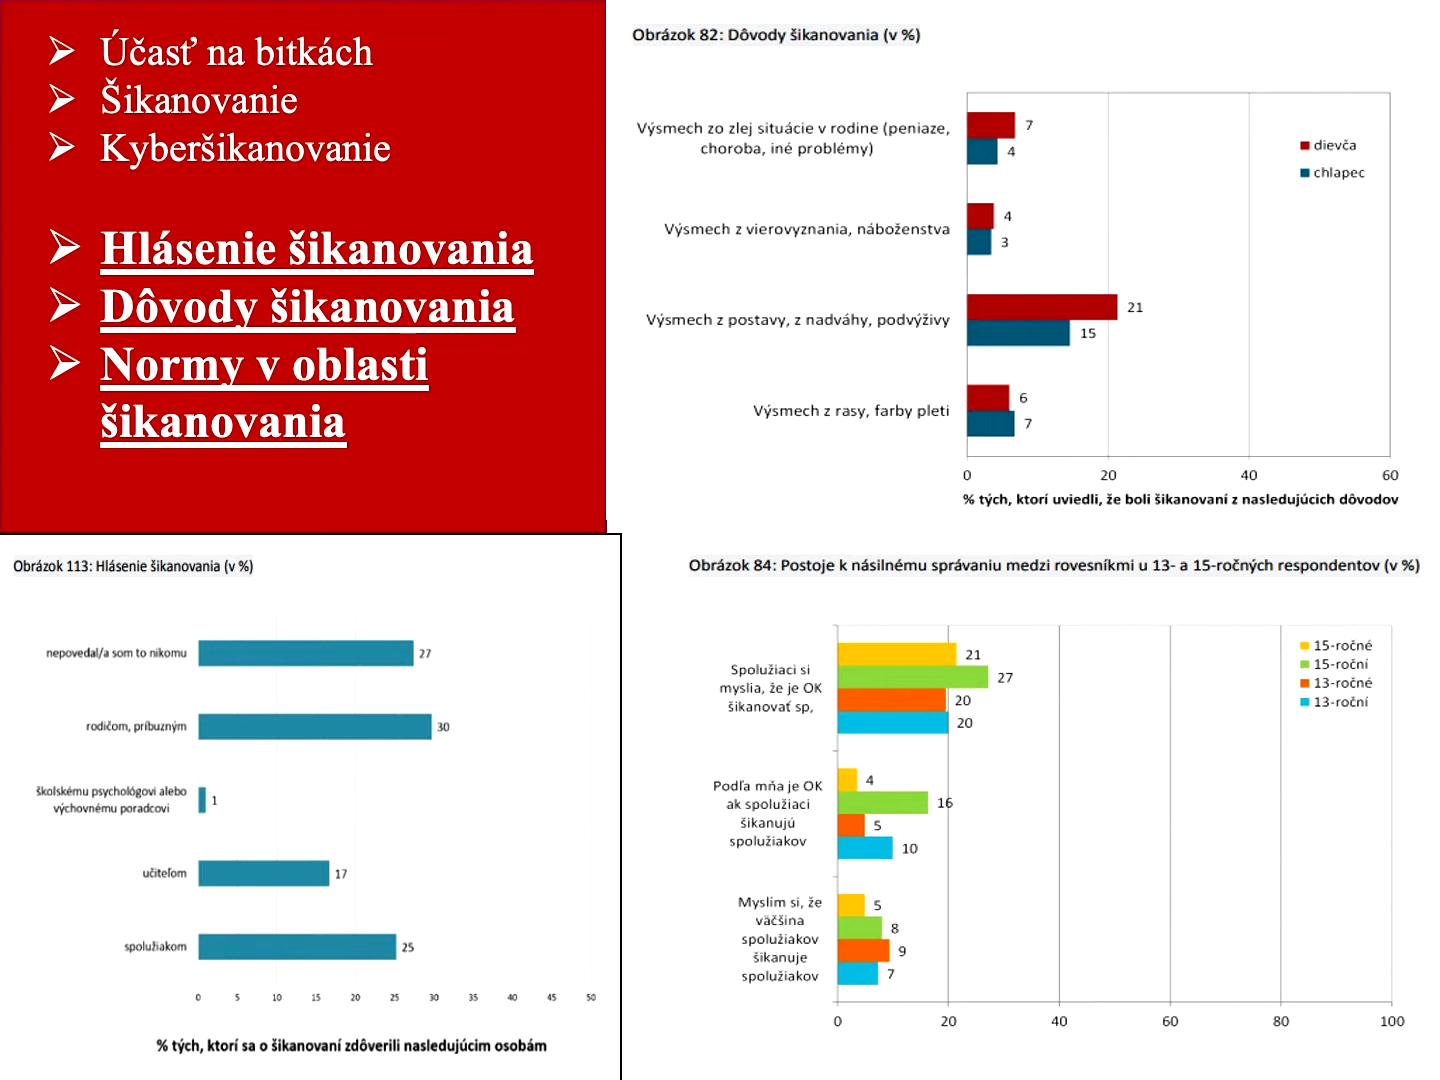 ➢ Účasť na bitkách
➢ Šikanovanie
➢ Kyberšikanovanie
➢ Hlásenie šikanovania
➢ Dôvody šikanovania
➢ Normy v oblasti
šikanovania
Obrázok 82: Dôvody šikanovania (v %)
Výsmech zo zlej situácie v rodine (peniaze,
choroba, iné problémy)
7
4
Výsmech z vierovyznania, náboženstva
4
3
Výsmech z postavy, z nadváhy, podvýživy
21
15
Výsmech z rasy, farby pleti
6
7
dievča
chlapec
0 20 40 60
% tých, ktorí uviedli, že boli šikanovaní z nasledujúcich dôvodov
Obrázok 113: Hlásenie šikanovania (v %)
nepovedal/a som to nikomu
27
rodičom, príbuzným
30
školskému psychológovi alebo
výchovnému poradcovi
1
učiteľom
17
spolužiakom
25
0 5 10 15 20 25 30 35 40 45 50
% tých, ktorí sa o šikanovaní zdôverili nasledujúcim osobám
Obrázok 84: Postoje k násilnému správaniu medzi rovesníkmi u 13- a 15-ročných respondentov (v %)
Spolužiaci si
myslia, že je OK
šikanovať sp,
21
27
20
20
Podľa mňa je OK
ak spolužiaci
šikanujú
spolužiakov
4
16
5
10
Myslím si, že
väčšina
spolužiakov
šikanuje
spolužiakov
5
8
9
7
15-ročné
15-roční
13-ročné
13-roční
0 20 40 60 80 100